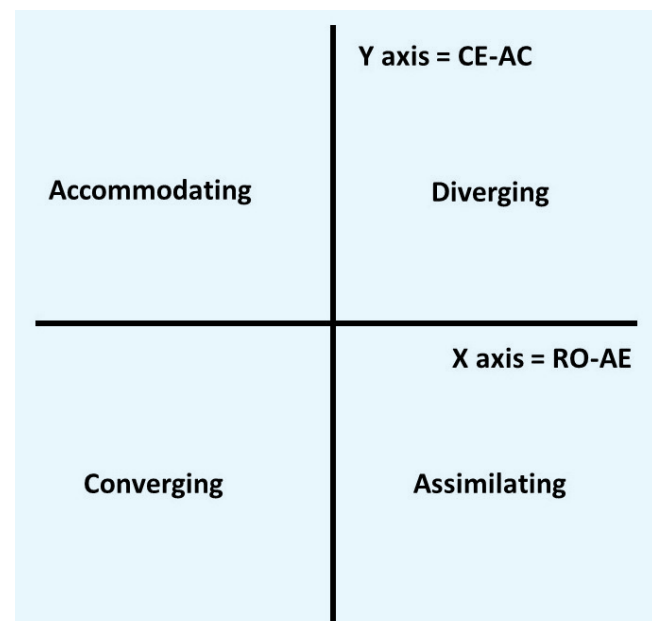 Y axis = CE-AC
Accommodating
Diverging
X axis = RO-AE
Converging
Assimilating